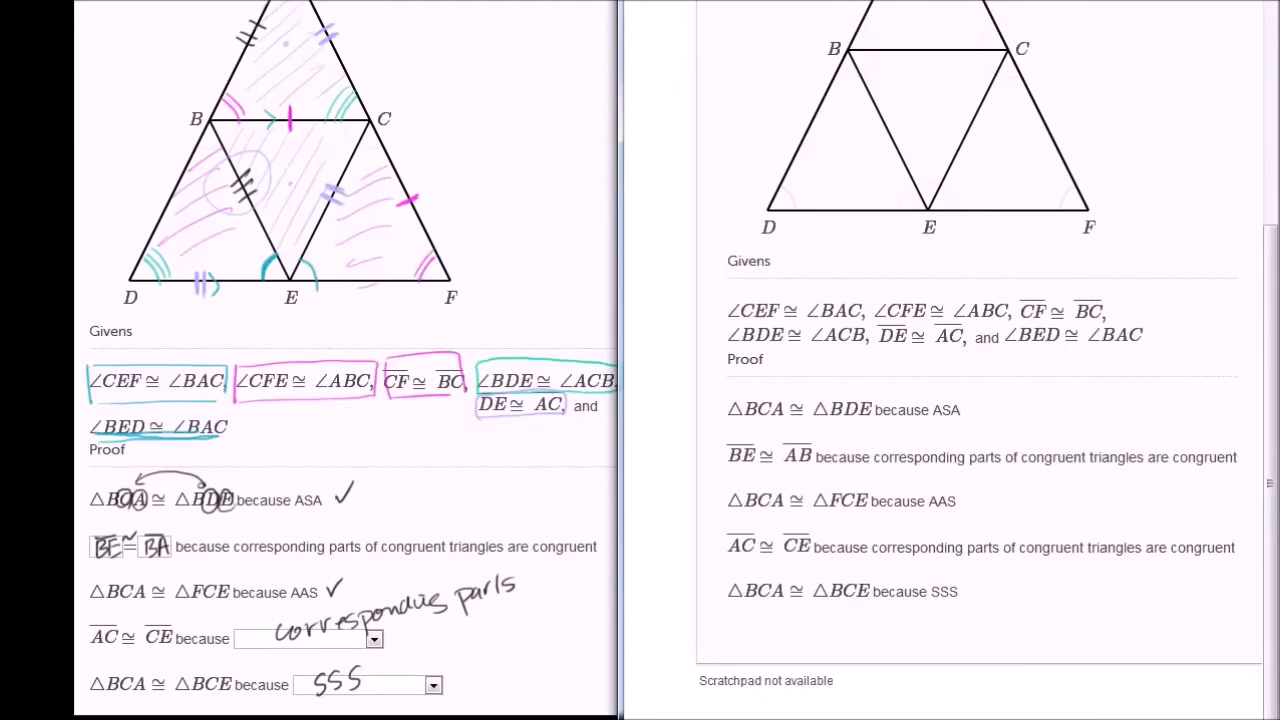 B
C
D
E
F
Givens
∠CEF ≅ ∠BAC, ∠CFE ≅ ∠ABC, CF ≅ BC, ∠BDE ≅ ∠ACB,
DE ≅ AC, and
∠BED ≅ ∠BAC
Proof
△BCA ≅ △BDE because ASA ✓
BE ≅ BA because corresponding parts of congruent triangles are congruent
△BCA ≅ △FCE because AAS ✓
AC ≅ CE because corresponding parts
△BCA ≅ △BCE because SSS
B
C
D
E
F
Givens
∠CEF ≅ ∠BAC, ∠CFE ≅ ∠ABC, CF ≅ BC,
∠BDE ≅ ∠ACB, DE ≅ AC, and ∠BED ≅ ∠BAC
Proof
△BCA ≅ △BDE because ASA
BE ≅ AB because corresponding parts of congruent triangles are congruent
△BCA ≅ △FCE because AAS
AC ≅ CE because corresponding parts of congruent triangles are congruent
△BCA ≅ △BCE because SSS
Scratchpad not available